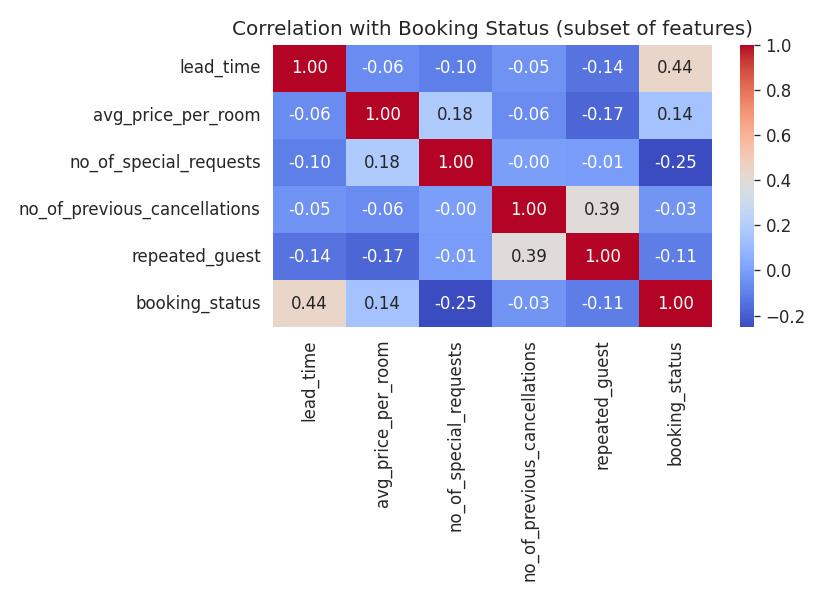 Correlation with Booking Status (subset of features)
lead_time 1.00 -0.06 -0.10 -0.05 -0.14 0.44
avg_price_per_room -0.06 1.00 0.18 -0.06 -0.17 0.14
no_of_special_requests -0.10 0.18 1.00 -0.00 -0.01 -0.25
no_of_previous_cancellations -0.05 -0.06 -0.00 1.00 0.39 -0.03
repeated_guest -0.14 -0.17 -0.01 0.39 1.00 -0.11
booking_status 0.44 0.14 -0.25 -0.03 -0.11 1.00
lead_time
avg_price_per_room
no_of_special_requests
no_of_previous_cancellations
repeated_guest
booking_status
1.0
0.8
0.6
0.4
0.2
0.0
−0.2